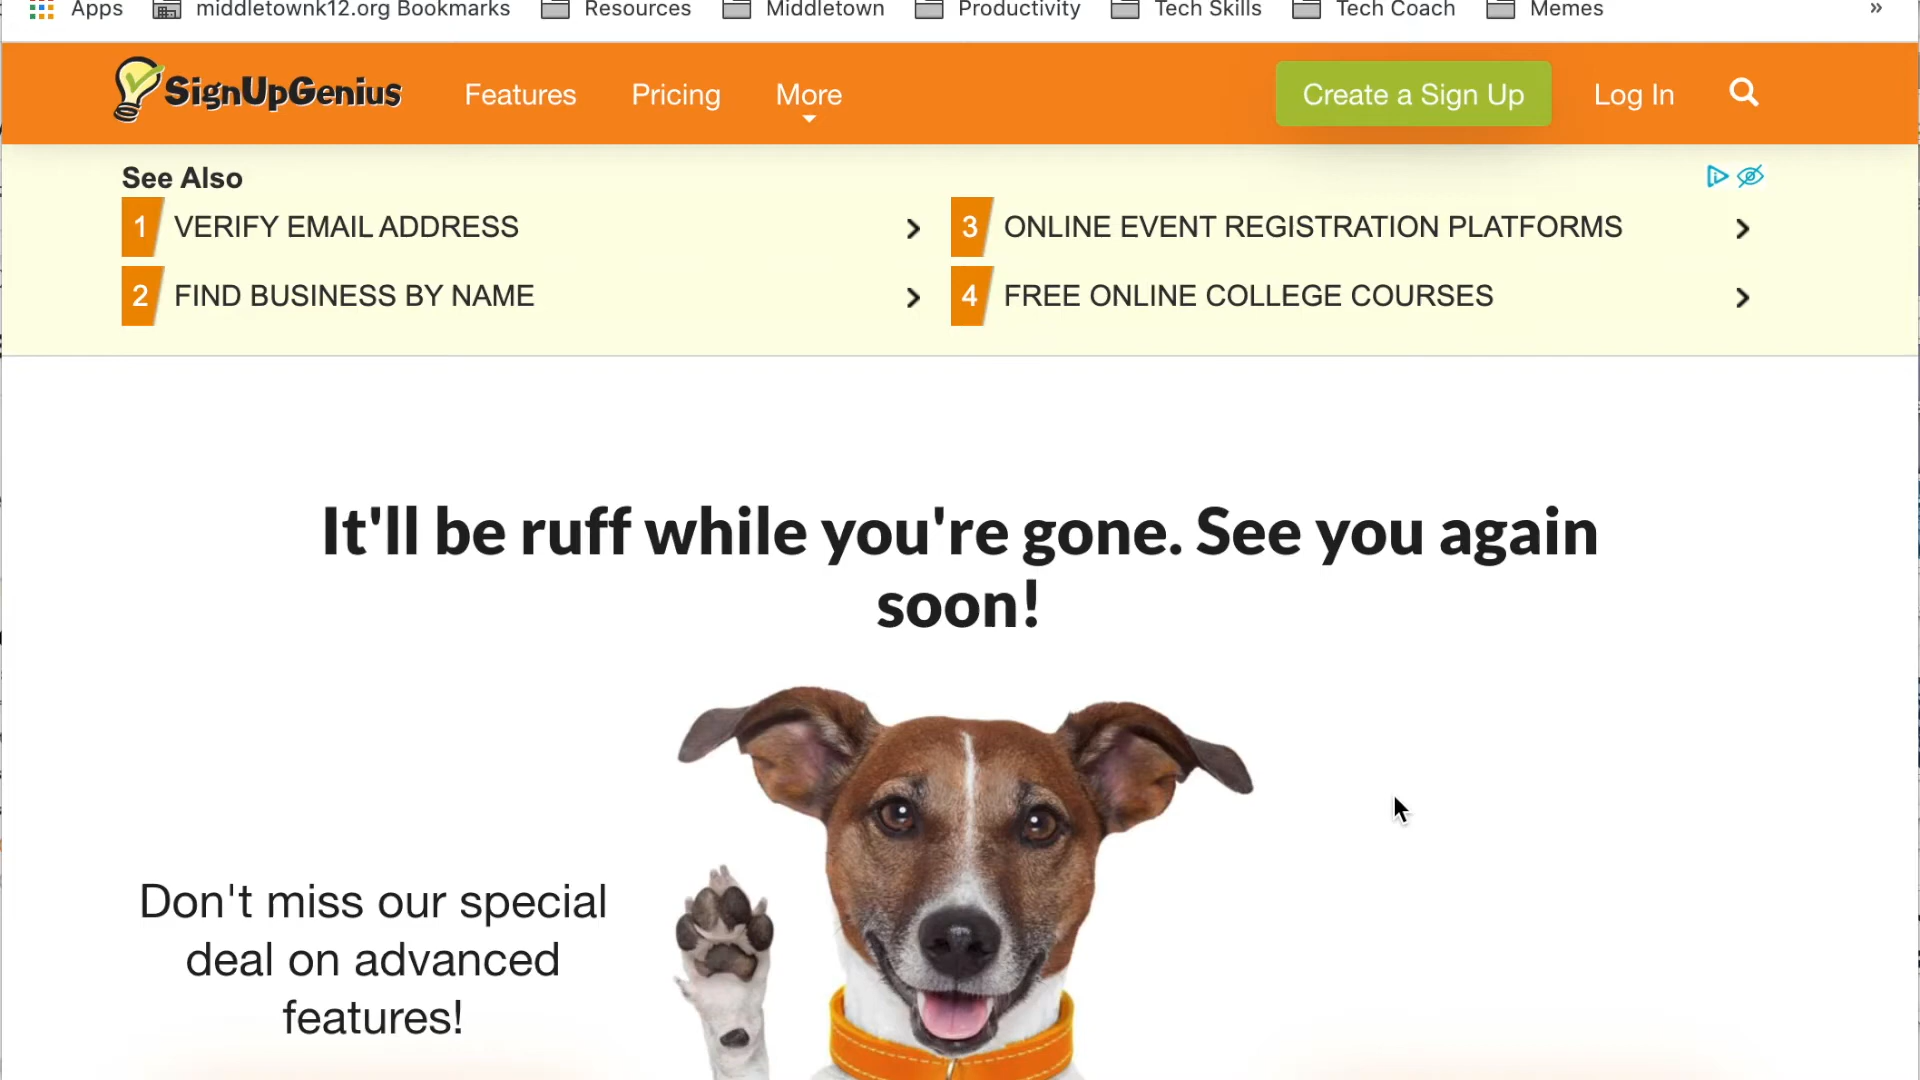 Apps middletownk12.org Bookmarks Resources Middletown Productivity Tech Skills Tech Coach Memes »
SignUpGenius Features Pricing More Create a Sign Up Log In
See Also
1 VERIFY EMAIL ADDRESS
2 FIND BUSINESS BY NAME
3 ONLINE EVENT REGISTRATION PLATFORMS
4 FREE ONLINE COLLEGE COURSES
It'll be ruff while you're gone. See you again
soon!
Don't miss our special
deal on advanced
features!